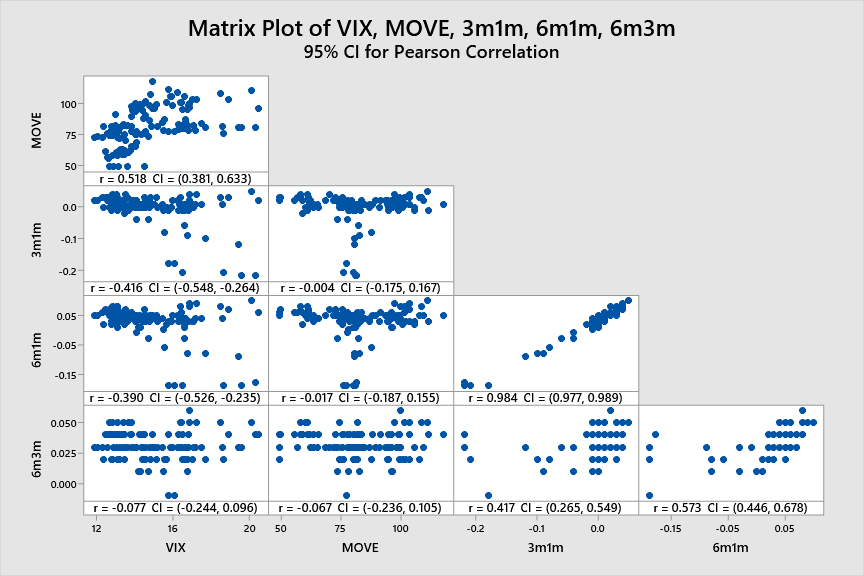 Matrix Plot of VIX, MOVE, 3m1m, 6m1m, 6m3m
95% CI for Pearson Correlation
MOVE
100
75
50
r = 0.518 CI = (0.381, 0.633)
3m1m
0.0
-0.1
-0.2
r = -0.416 CI = (-0.548, -0.264)
r = -0.004 CI = (-0.175, 0.167)
6m1m
0.05
-0.05
-0.15
r = -0.390 CI = (-0.526, -0.235)
r = -0.017 CI = (-0.187, 0.155)
r = 0.984 CI = (0.977, 0.989)
6m3m
0.050
0.025
0.000
r = -0.077 CI = (-0.244, 0.096)
r = -0.067 CI = (-0.236, 0.105)
r = 0.417 CI = (0.265, 0.549)
r = 0.573 CI = (0.446, 0.678)
12 16 20
50 75 100
-0.2 -0.1 0.0
-0.15 -0.05 0.05
VIX
MOVE
3m1m
6m1m